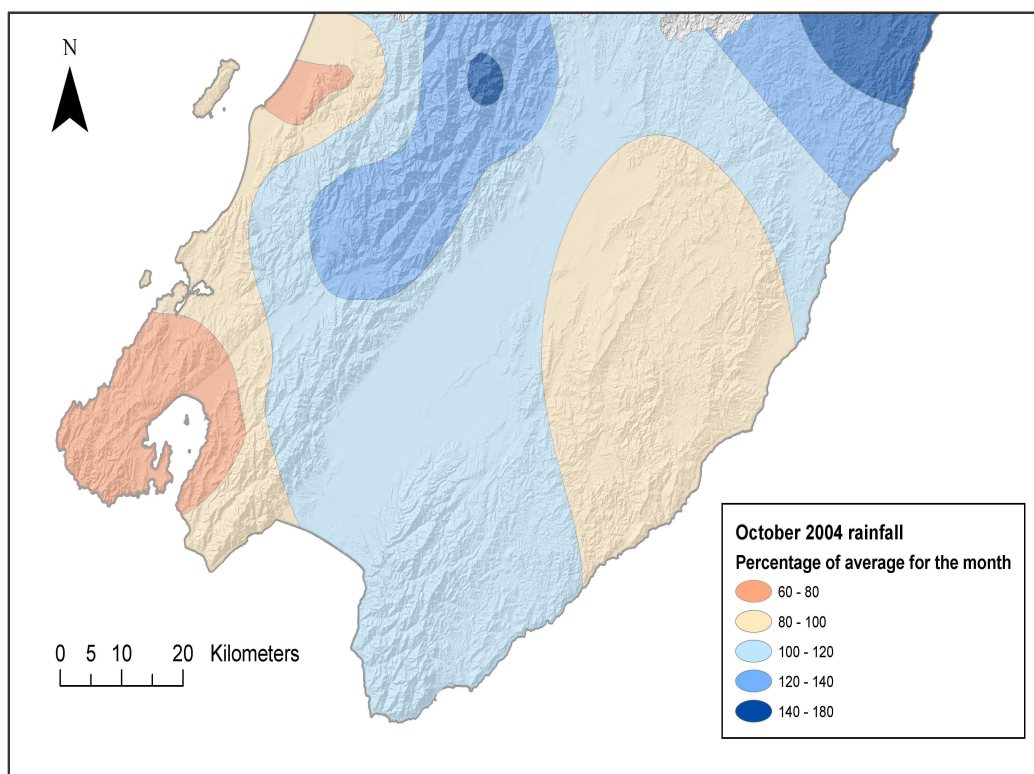 N
October 2004 rainfall
Percentage of average for the month
60 - 80
80 - 100
100 - 120
120 - 140
140 - 180
0 5 10 20 Kilometers